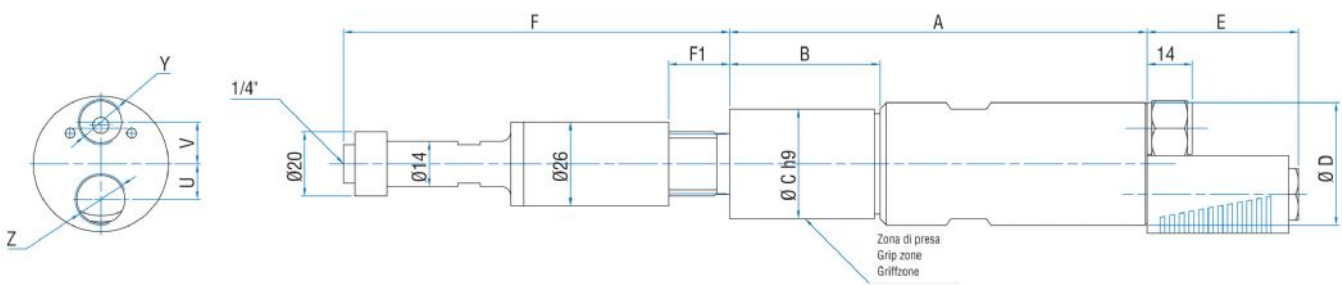 F
A
E
Y
F1
B
14
1/4"
V
U
Ø20
Ø14
Ø26
Ø C h9
Ø D
Z
Zona di presa
Grip zone
Griffzone